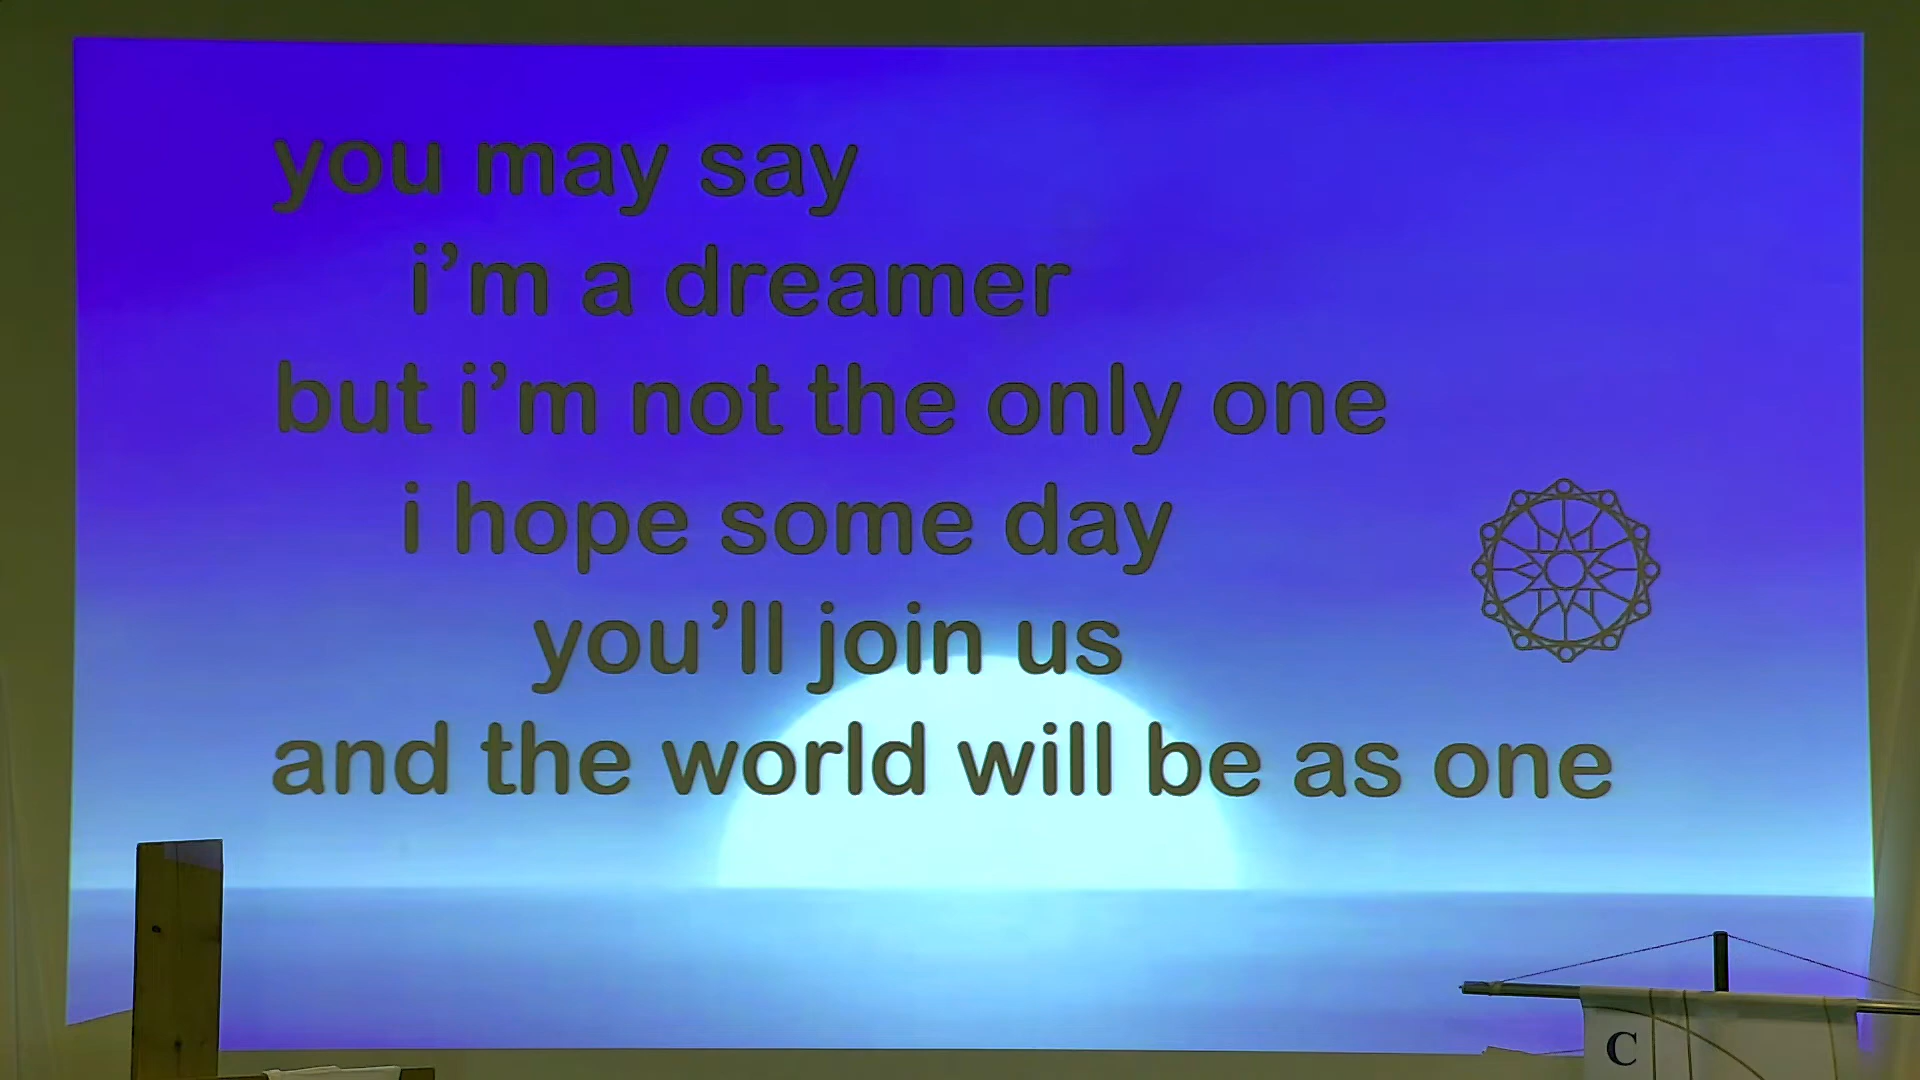 you may say
i’m a dreamer
but i’m not the only one
i hope some day
you’ll join us
and the world will be as one
C